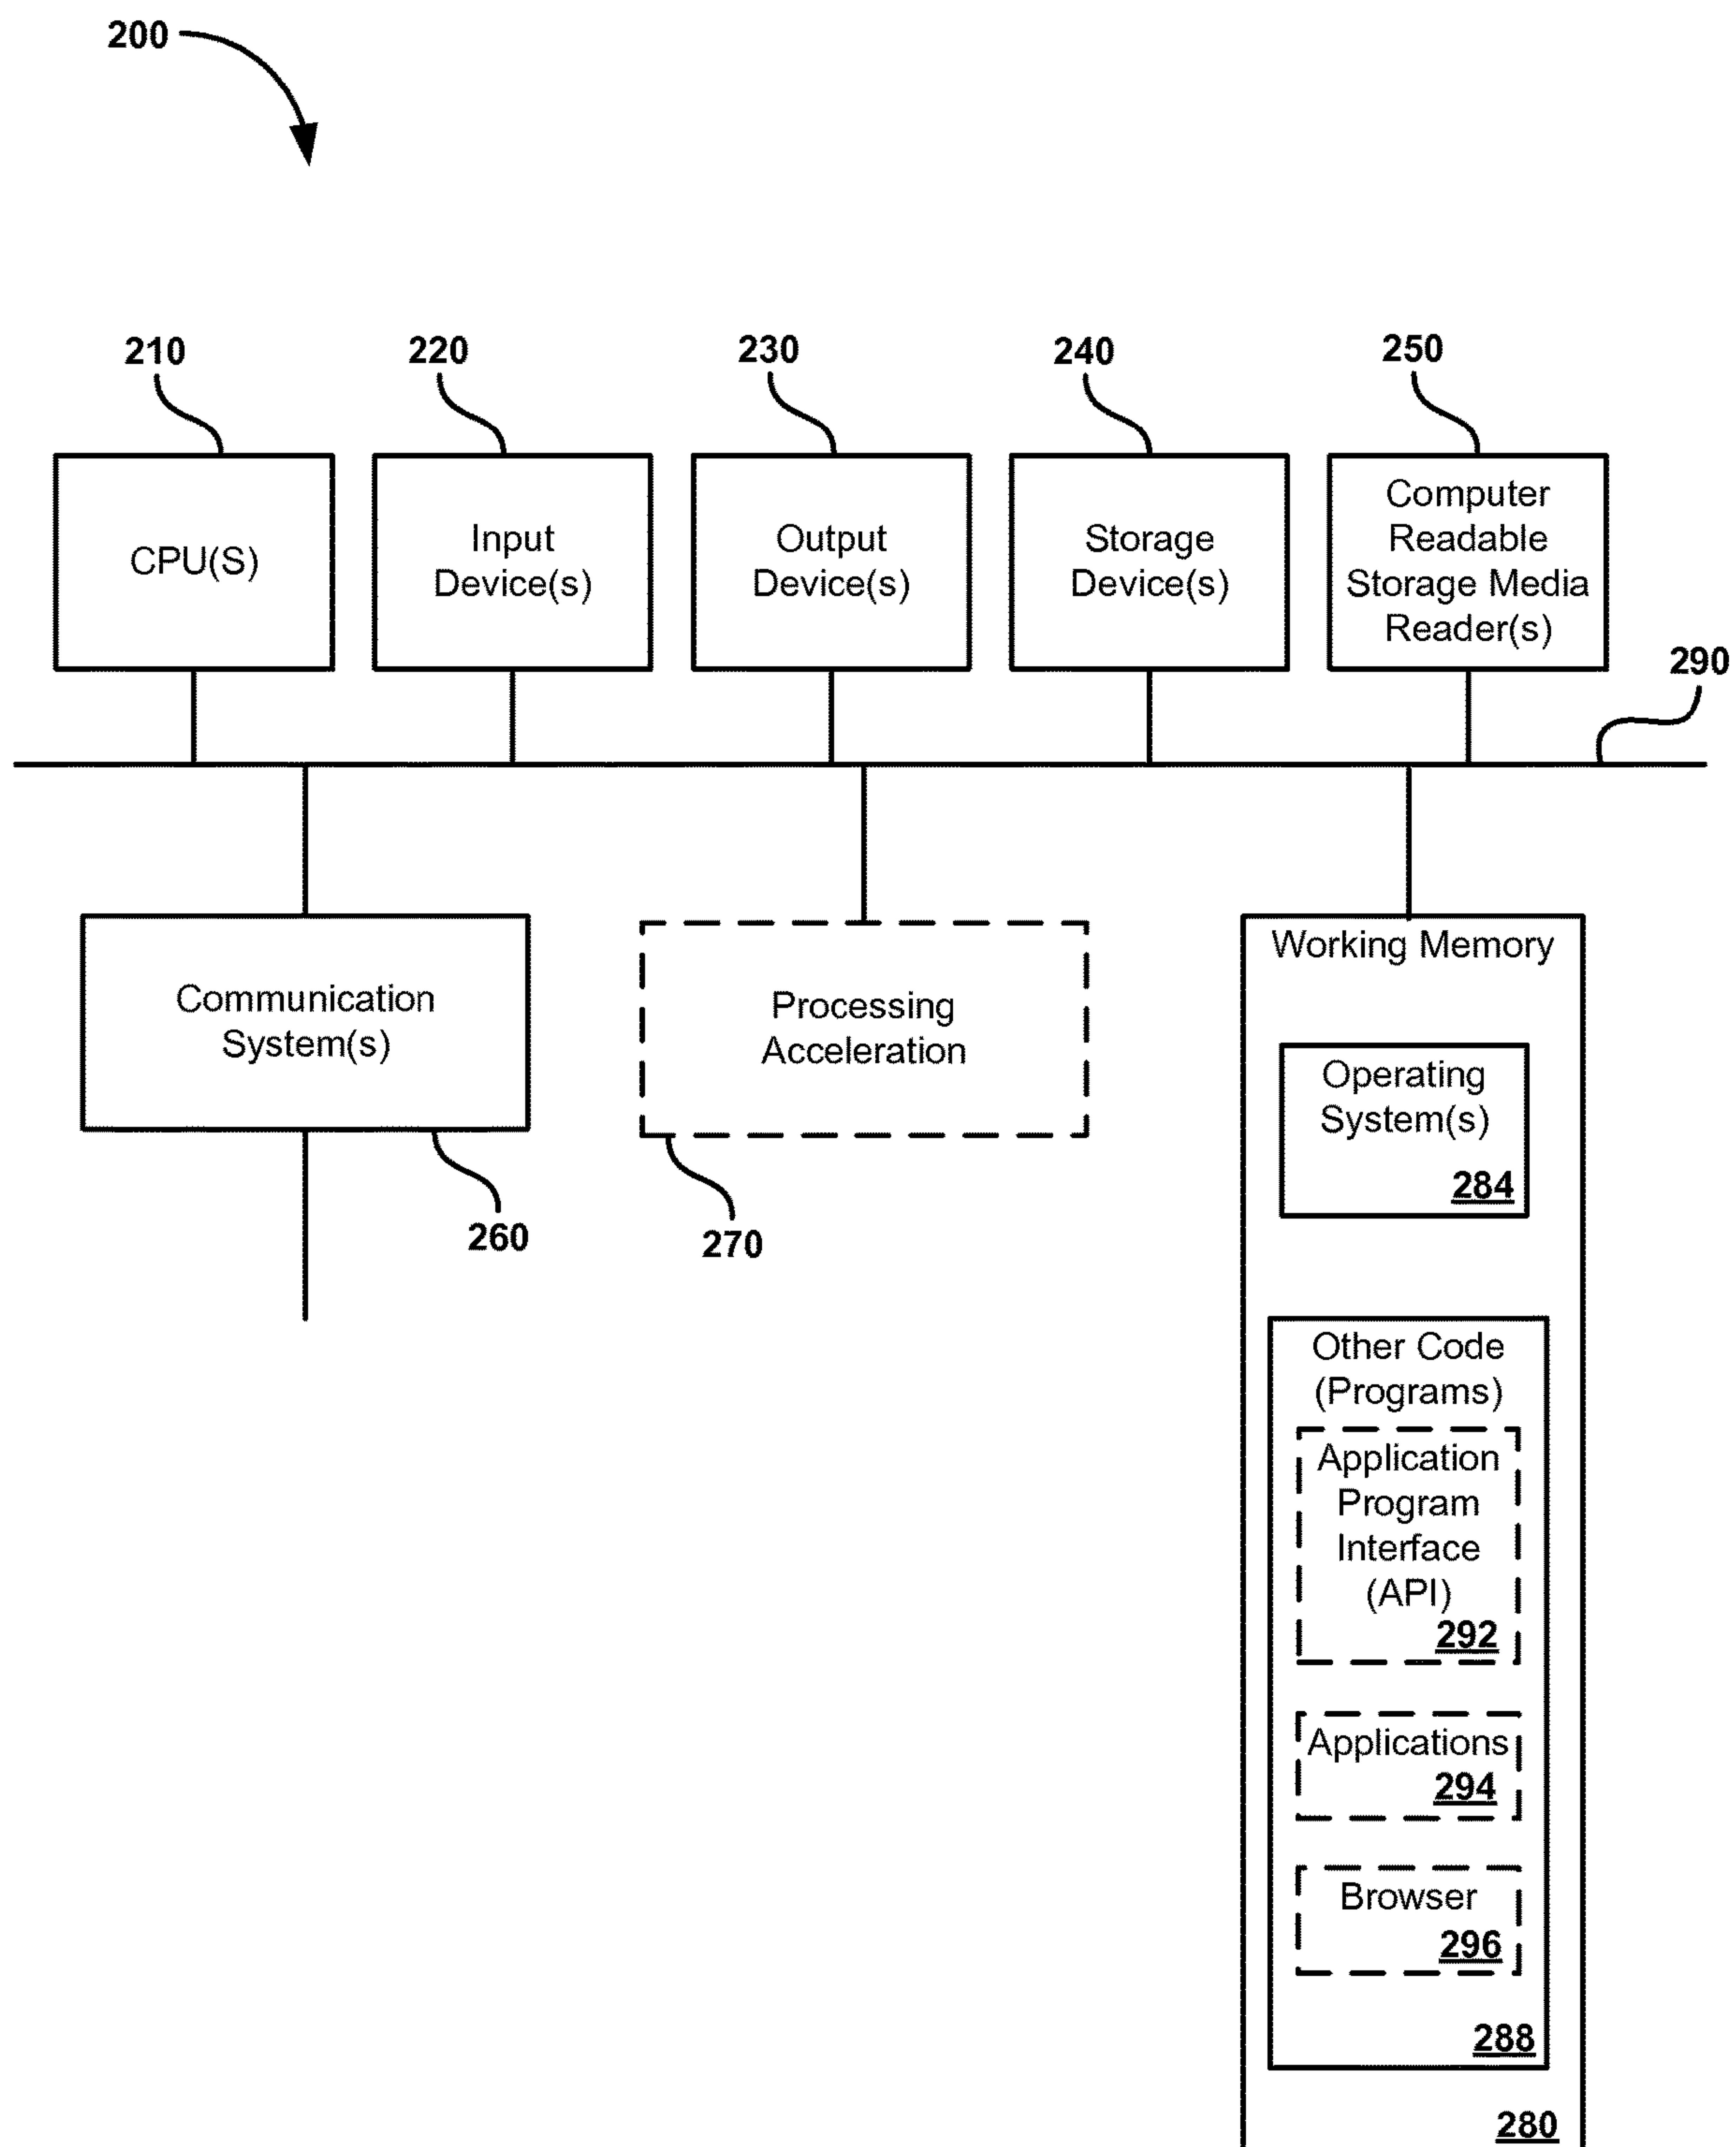 200
210
220
230
240
250
CPU(S)
Input
Device(s)
Output
Device(s)
Storage
Device(s)
Computer
Readable
Storage Media
Reader(s)
290
Communication
System(s)
260
Processing
Acceleration
270
Working Memory
Operating
System(s)
284
Other Code
(Programs)
Application
Program
Interface
(API)
292
Applications
294
Browser
296
288
280